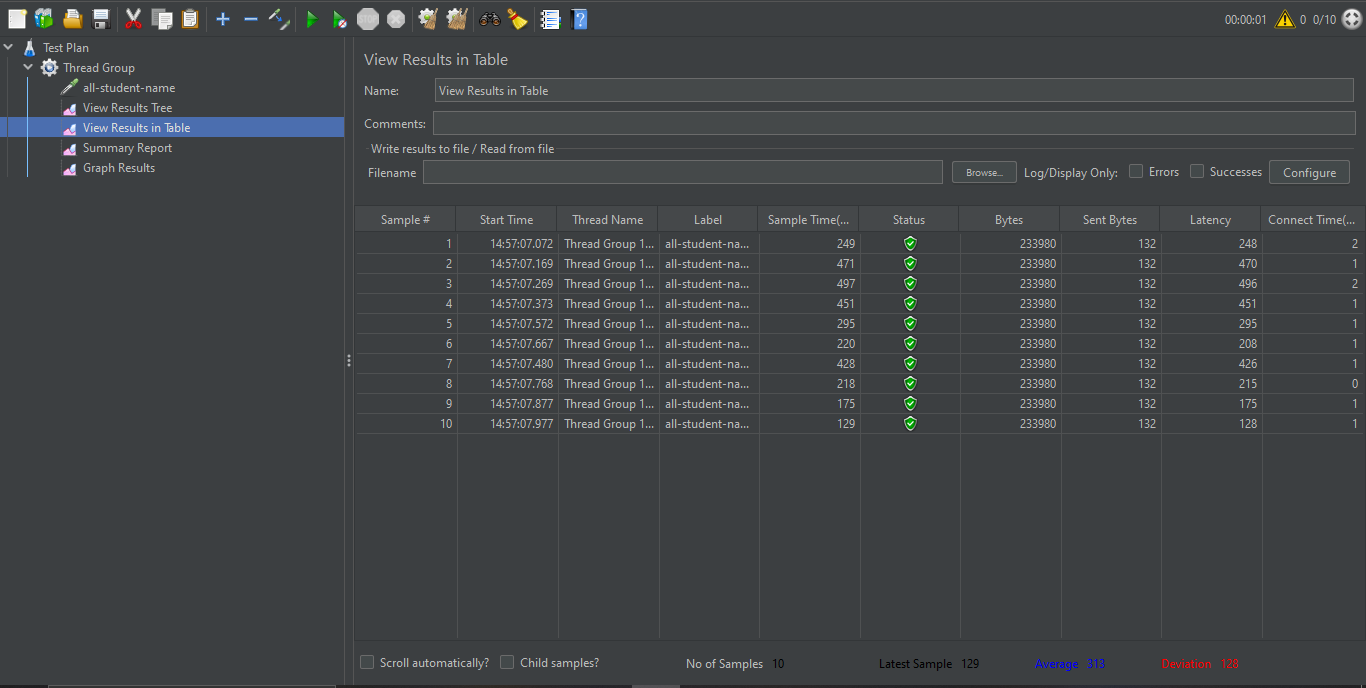 00:00:01 0 0/10
Test Plan
Thread Group
all-student-name
View Results Tree
View Results in Table
Summary Report
Graph Results
View Results in Table
Name: View Results in Table
Comments:
Write results to file / Read from file
Filename Browse... Log/Display Only: Errors Successes Configure
Sample # Start Time Thread Name Label Sample Time(... Status Bytes Sent Bytes Latency Connect Time(...
1 14:57:07.072 Thread Group 1... all-student-na... 249 233980 132 248 2
2 14:57:07.169 Thread Group 1... all-student-na... 471 233980 132 470 1
3 14:57:07.269 Thread Group 1... all-student-na... 497 233980 132 496 2
4 14:57:07.373 Thread Group 1... all-student-na... 451 233980 132 451 1
5 14:57:07.572 Thread Group 1... all-student-na... 295 233980 132 295 1
6 14:57:07.667 Thread Group 1... all-student-na... 220 233980 132 208 1
7 14:57:07.480 Thread Group 1... all-student-na... 428 233980 132 426 1
8 14:57:07.768 Thread Group 1... all-student-na... 218 233980 132 215 0
9 14:57:07.877 Thread Group 1... all-student-na... 175 233980 132 175 1
10 14:57:07.977 Thread Group 1... all-student-na... 129 233980 132 128 1
Scroll automatically? Child samples? No of Samples 10 Latest Sample 129 Average 313 Deviation 128